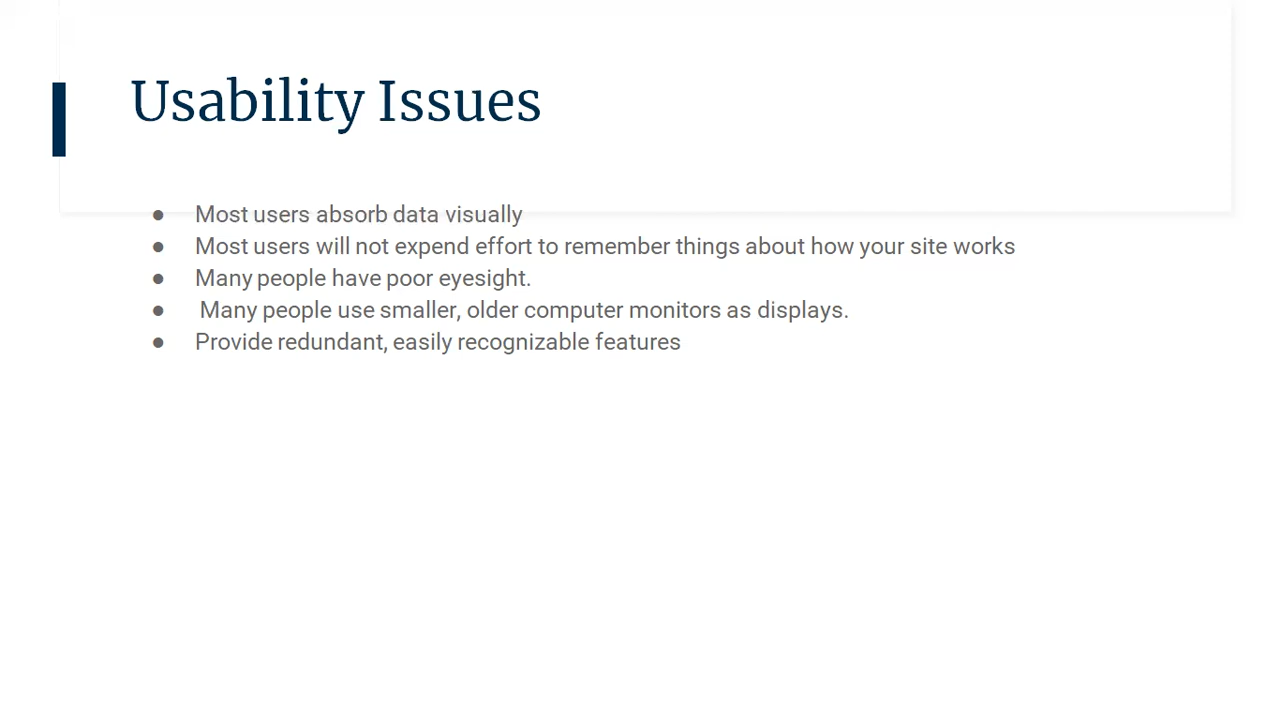 Usability Issues
● Most users absorb data visually
● Most users will not expend effort to remember things about how your site works
● Many people have poor eyesight.
● Many people use smaller, older computer monitors as displays.
● Provide redundant, easily recognizable features